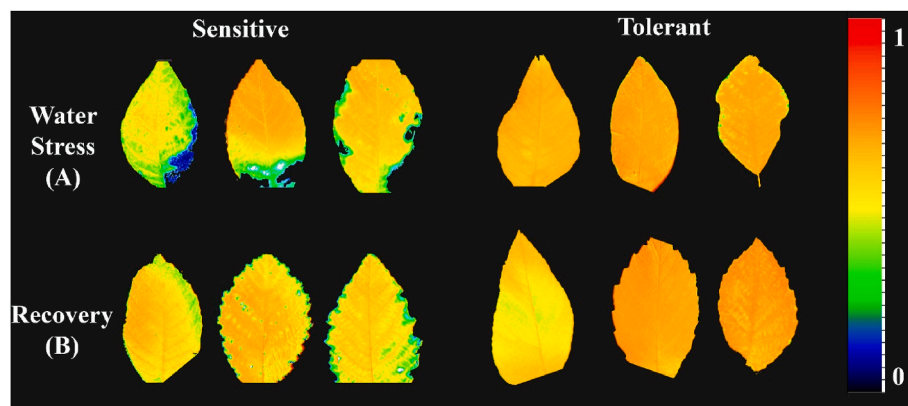 Sensitive
Tolerant
1
Water
Stress
(A)
Recovery
(B)
0